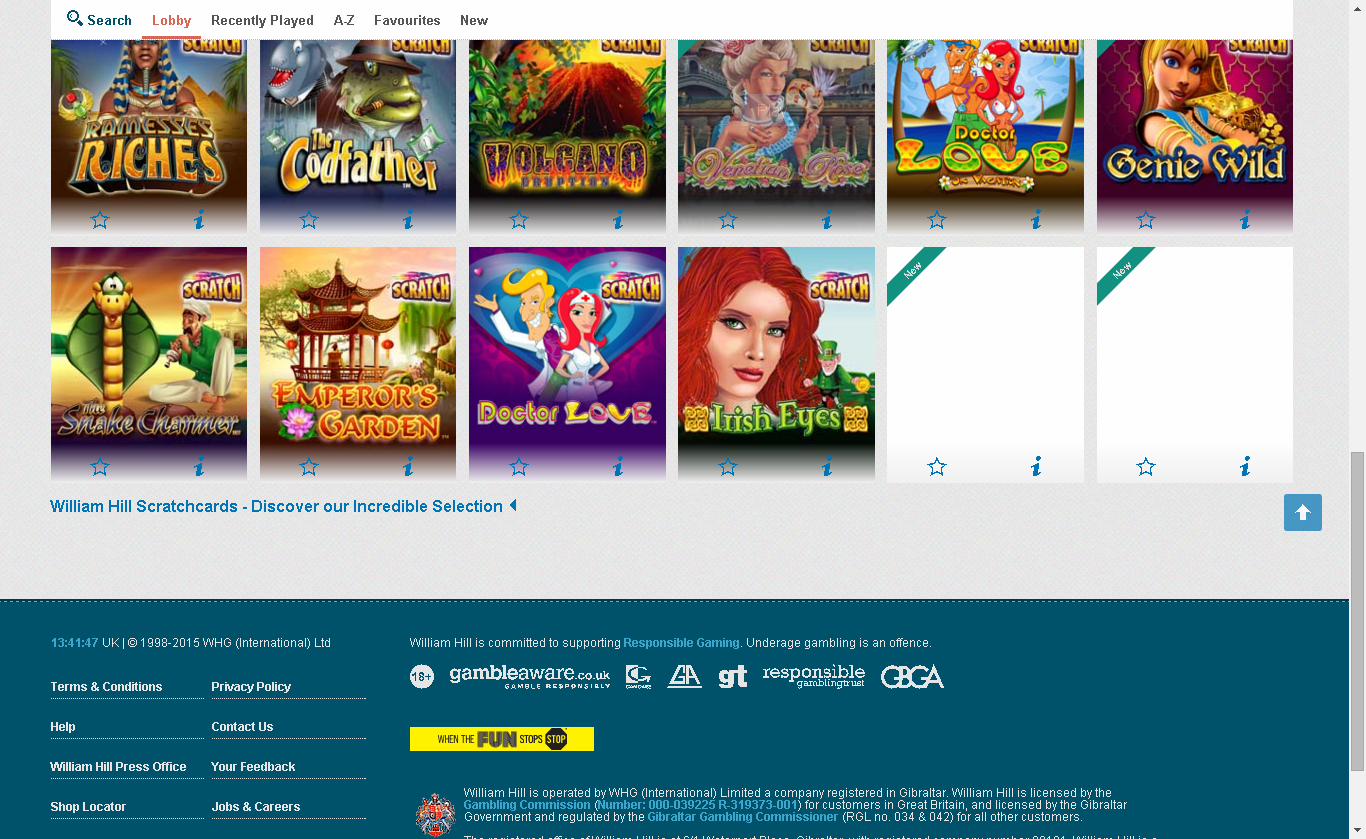 Search Lobby Recently Played A-Z Favourites New
SCRATCH SCRATCH SCRATCH SCRATCH SCRATCH SCRATCH
RAMESSES
RICHES
The
Codfather
VOLCANO
ERUPTION
Venetian Rose
Doctor
LOVE
ON VACATION
Genie Wild
SCRATCH
The
Snake Charmer
SCRATCH
EMPEROR'S
GARDEN
SCRATCH
Doctor LOVE
SCRATCH
Irish Eyes
New
New
William Hill Scratchcards - Discover our Incredible Selection
13:41:47 UK | © 1998-2015 WHG (International) Ltd
Terms & Conditions Privacy Policy
Help Contact Us
William Hill Press Office Your Feedback
Shop Locator Jobs & Careers
William Hill is committed to supporting Responsible Gaming. Underage gambling is an offence.
18+
gambleaware.co.uk
GAMBLE RESPONSIBLY
GA
gt
responsible
gamblingtrust
GBGA
WHEN THE FUN STOPS STOP
William Hill is operated by WHG (International) Limited a company registered in Gibraltar. William Hill is licensed by the
Gambling Commission (Number: 000-039225 R-319373-001) for customers in Great Britain, and licensed by the Gibraltar
Government and regulated by the Gibraltar Gambling Commissioner (RGL no. 034 & 042) for all other customers.